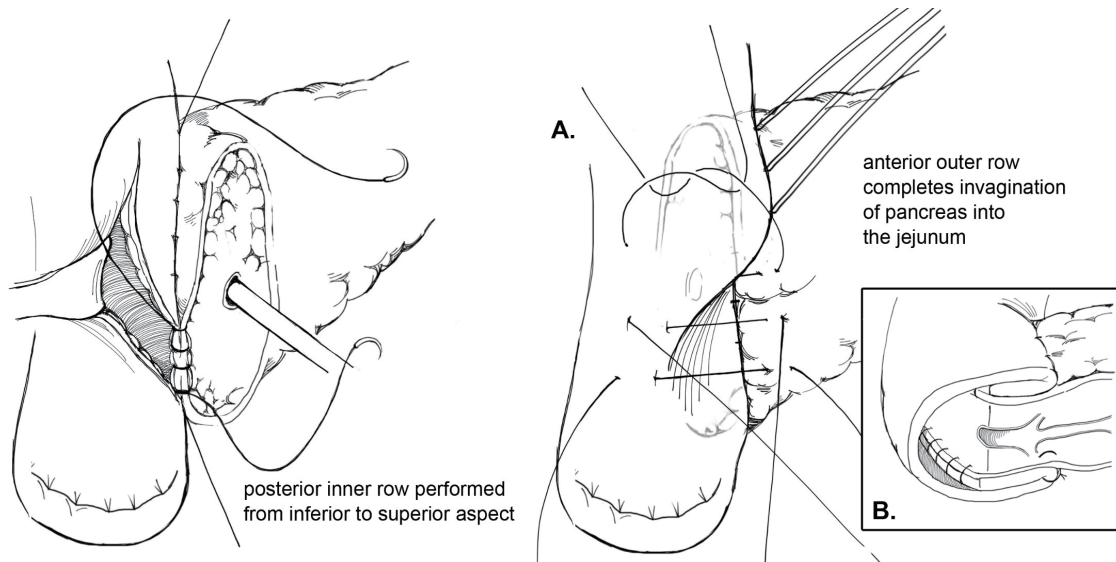 posterior inner row performed
from inferior to superior aspect
A.
anterior outer row
completes invagination
of pancreas into
the jejunum
B.